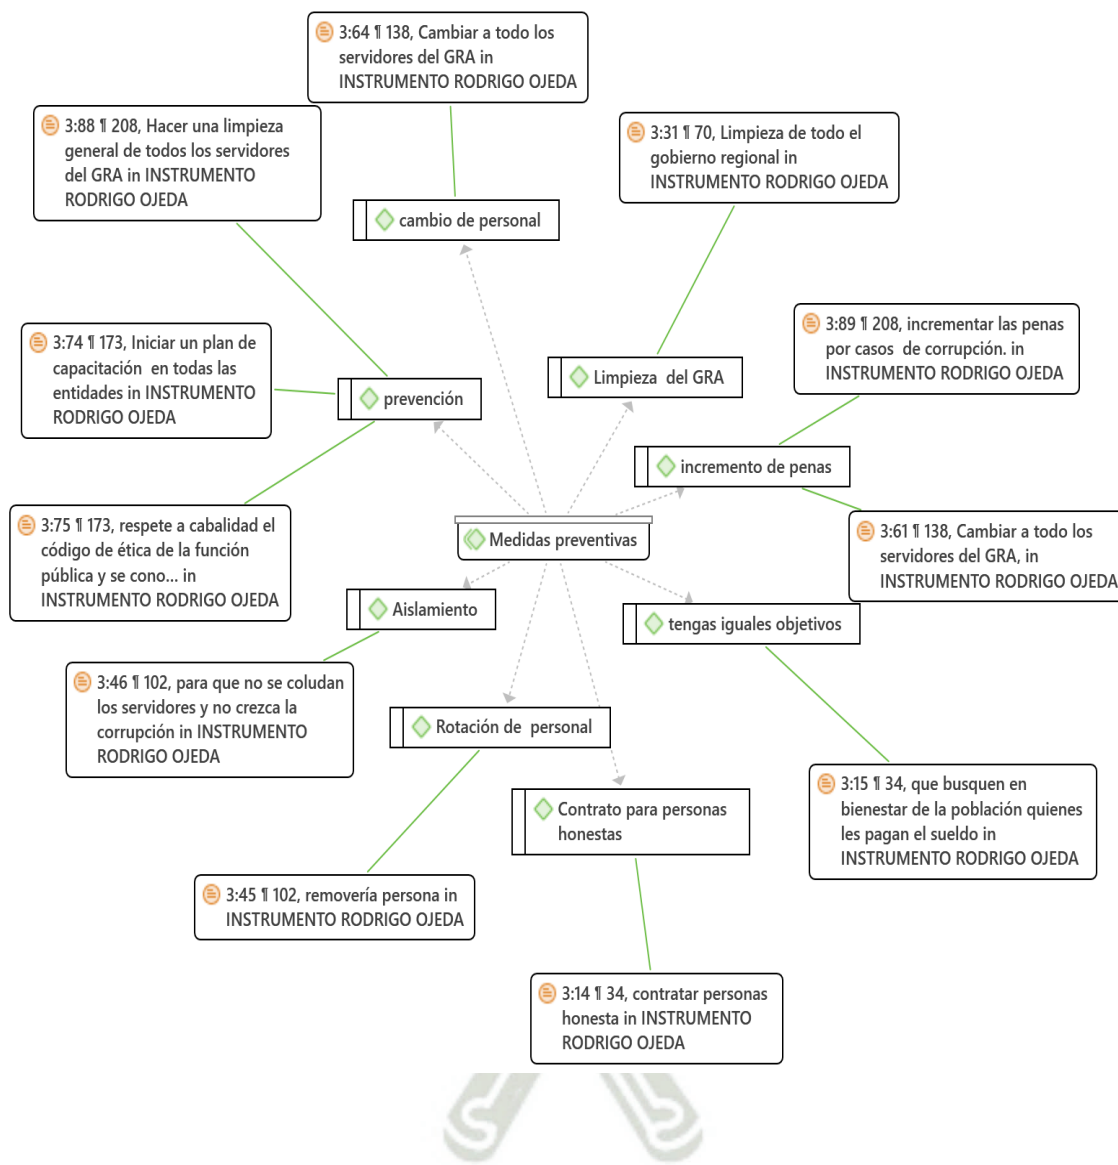 3:64 ¶ 138, Cambiar a todo los
servidores del GRA in
INSTRUMENTO RODRIGO OJEDA
3:88 ¶ 208, Hacer una limpieza
general de todos los servidores
del GRA in INSTRUMENTO
RODRIGO OJEDA
3:31 ¶ 70, Limpieza de todo el
gobierno regional in
INSTRUMENTO RODRIGO OJEDA
cambio de personal
3:89 ¶ 208, incrementar las penas
por casos de corrupción. in
INSTRUMENTO RODRIGO OJEDA
3:74 ¶ 173, Iniciar un plan de
capacitación en todas las
entidades in INSTRUMENTO
RODRIGO OJEDA
Limpieza del GRA
prevención
incremento de penas
3:75 ¶ 173, respete a cabalidad el
código de ética de la función
pública y se cono... in
INSTRUMENTO RODRIGO OJEDA
Medidas preventivas
3:61 ¶ 138, Cambiar a todo los
servidores del GRA, in
INSTRUMENTO RODRIGO OJEDA
Aislamiento
tengas iguales objetivos
3:46 ¶ 102, para que no se coludan
los servidores y no crezca la
corrupción in INSTRUMENTO
RODRIGO OJEDA
Rotación de personal
3:15 ¶ 34, que busquen en
bienestar de la población quienes
les pagan el sueldo in
INSTRUMENTO RODRIGO OJEDA
Contrato para personas
honestas
3:45 ¶ 102, removería persona in
INSTRUMENTO RODRIGO OJEDA
3:14 ¶ 34, contratar personas
honesta in INSTRUMENTO
RODRIGO OJEDA